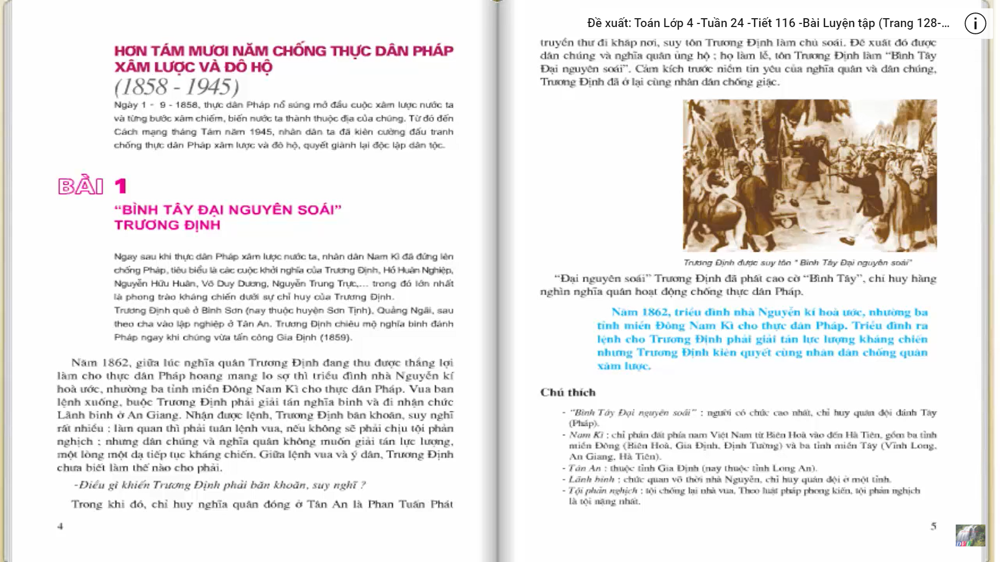 HƠN TÁM MƯƠI NĂM CHỐNG THỰC DÂN PHÁP
XÂM LƯỢC VÀ ĐÔ HỘ
(1858 - 1945)
Ngày 1 - 9 - 1858, thực dân Pháp nổ súng mở đầu cuộc xâm lược nước ta
và từng bước xâm chiếm, biến nước ta thành thuộc địa của chúng. Từ đó đến
Cách mạng tháng Tám năm 1945, nhân dân ta đã kiên cường đấu tranh
chống thực dân Pháp xâm lược và đô hộ, quyết giành lại độc lập dân tộc.
BÀI 1
“BÌNH TÂY ĐẠI NGUYÊN SOÁI”
TRƯƠNG ĐỊNH
Ngay sau khi thực dân Pháp xâm lược nước ta, nhân dân Nam Kì đã đứng lên
chống Pháp, tiêu biểu là các cuộc khởi nghĩa của Trương Định, Hồ Huân Nghiệp,
Nguyễn Hữu Huân, Võ Duy Dương, Nguyễn Trung Trực,... trong đó lớn nhất
là phong trào kháng chiến dưới sự chỉ huy của Trương Định.
Trương Định quê ở Bình Sơn (nay thuộc huyện Sơn Tịnh), Quảng Ngãi, sau
theo cha vào lập nghiệp ở Tân An. Trương Định chiêu mộ nghĩa binh đánh
Pháp ngay khi chúng vừa tấn công Gia Định (1859).
Năm 1862, giữa lúc nghĩa quân Trương Định đang thu được thắng lợi
làm cho thực dân Pháp hoang mang lo sợ thì triều đình nhà Nguyễn kí
hoà ước, nhường ba tỉnh miền Đông Nam Kì cho thực dân Pháp. Vua ban
lệnh xuống, buộc Trương Định phải giải tán nghĩa binh và đi nhận chức
Lãnh binh ở An Giang. Nhận được lệnh, Trương Định băn khoăn, suy nghĩ
rất nhiều : làm quan thì phải tuân lệnh vua, nếu không sẽ phải chịu tội phản
nghịch ; nhưng dân chúng và nghĩa quân không muốn giải tán lực lượng,
một lòng một dạ tiếp tục kháng chiến. Giữa lệnh vua và ý dân, Trương Định
chưa biết làm thế nào cho phải.
-Điều gì khiến Trương Định phải băn khoăn, suy nghĩ ?
Trong khi đó, chỉ huy nghĩa quân đóng ở Tân An là Phan Tuấn Phát
4
Đề xuất: Toán Lớp 4 -Tuần 24 -Tiết 116 -Bài Luyện tập (Trang 128-...
truyền thư đi khắp nơi, suy tôn Trương Định làm chủ soái. Đề xuất đó được
dân chúng và nghĩa quân ủng hộ ; họ làm lễ, tôn Trương Định làm “Bình Tây
Đại nguyên soái”. Cảm kích trước niềm tin yêu của nghĩa quân và dân chúng,
Trương Định đã ở lại cùng nhân dân chống giặc.
Trương Định được suy tôn “ Bình Tây Đại nguyên soái”
“Đại nguyên soái” Trương Định đã phất cao cờ “Bình Tây”, chỉ huy hàng
nghìn nghĩa quân hoạt động chống thực dân Pháp.
Năm 1862, triều đình nhà Nguyễn kí hoà ước, nhường ba
tỉnh miền Đông Nam Kì cho thực dân Pháp. Triều đình ra
lệnh cho Trương Định phải giải tán lực lượng kháng chiến
nhưng Trương Định kiên quyết cùng nhân dân chống quân
xâm lược.
Chú thích
- “Bình Tây Đại nguyên soái” : người có chức cao nhất, chỉ huy quân đội đánh Tây
(Pháp).
- Nam Kì : chỉ phần đất phía nam Việt Nam từ Biên Hoà vào đến Hà Tiên, gồm ba tỉnh
miền Đông (Biên Hoà, Gia Định, Định Tường) và ba tỉnh miền Tây (Vĩnh Long,
An Giang, Hà Tiên).
- Tân An : thuộc tỉnh Gia Định (nay thuộc tỉnh Long An).
- Lãnh binh : chức quan võ thời nhà Nguyễn, chỉ huy quân đội ở một tỉnh.
- Tội phản nghịch : tội chống lại nhà vua. Theo luật pháp phong kiến, tội phản nghịch
là tội nặng nhất.
5